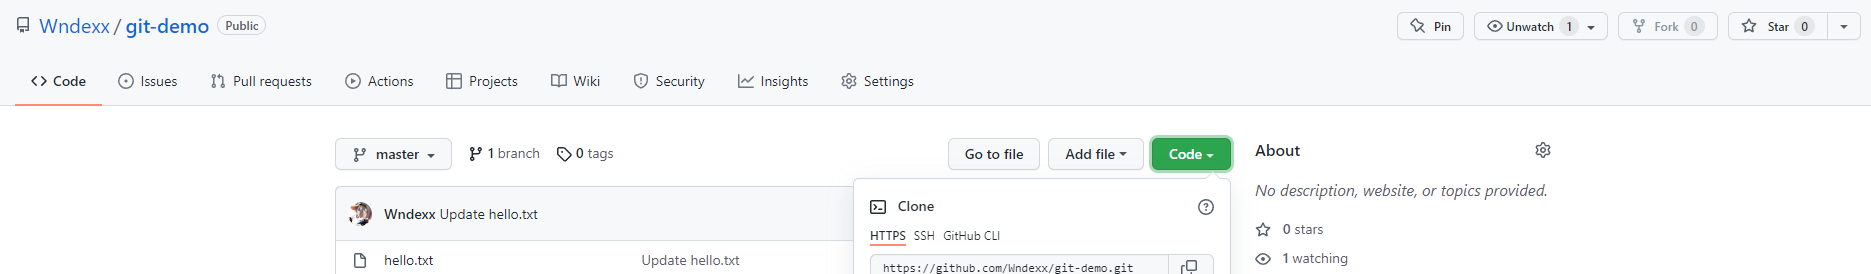 Wndexx / git-demo Public
Pin Unwatch 1 Fork 0 Star 0
Code Issues Pull requests Actions Projects Wiki Security Insights Settings
master 1 branch 0 tags Go to file Add file Code
About
No description, website, or topics provided.
Wndexx Update hello.txt
Clone
0 stars
HTTPS SSH GitHub CLI
hello.txt Update hello.txt
1 watching
https://github.com/Wndexx/git-demo.git